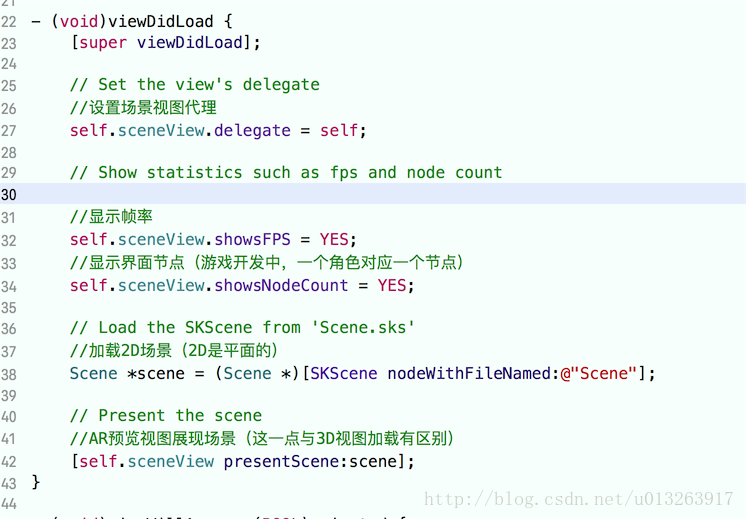 21
22 - (void)viewDidLoad {
23 [super viewDidLoad];
24
25 // Set the view's delegate
26 //设置场景视图代理
27 self.sceneView.delegate = self;
28
29 // Show statistics such as fps and node count
30
31 //显示帧率
32 self.sceneView.showsFPS = YES;
33 //显示界面节点（游戏开发中，一个角色对应一个节点）
34 self.sceneView.showsNodeCount = YES;
35
36 // Load the SKScene from 'Scene.sks'
37 //加载2D场景（2D是平面的）
38 Scene *scene = (Scene *)[SKScene nodeWithFileNamed:@"Scene"];
39
40 // Present the scene
41 //AR预览视图展现场景（这一点与3D视图加载有区别）
42 [self.sceneView presentScene:scene];
43 }
44
http://blog.csdn.net/u013263917